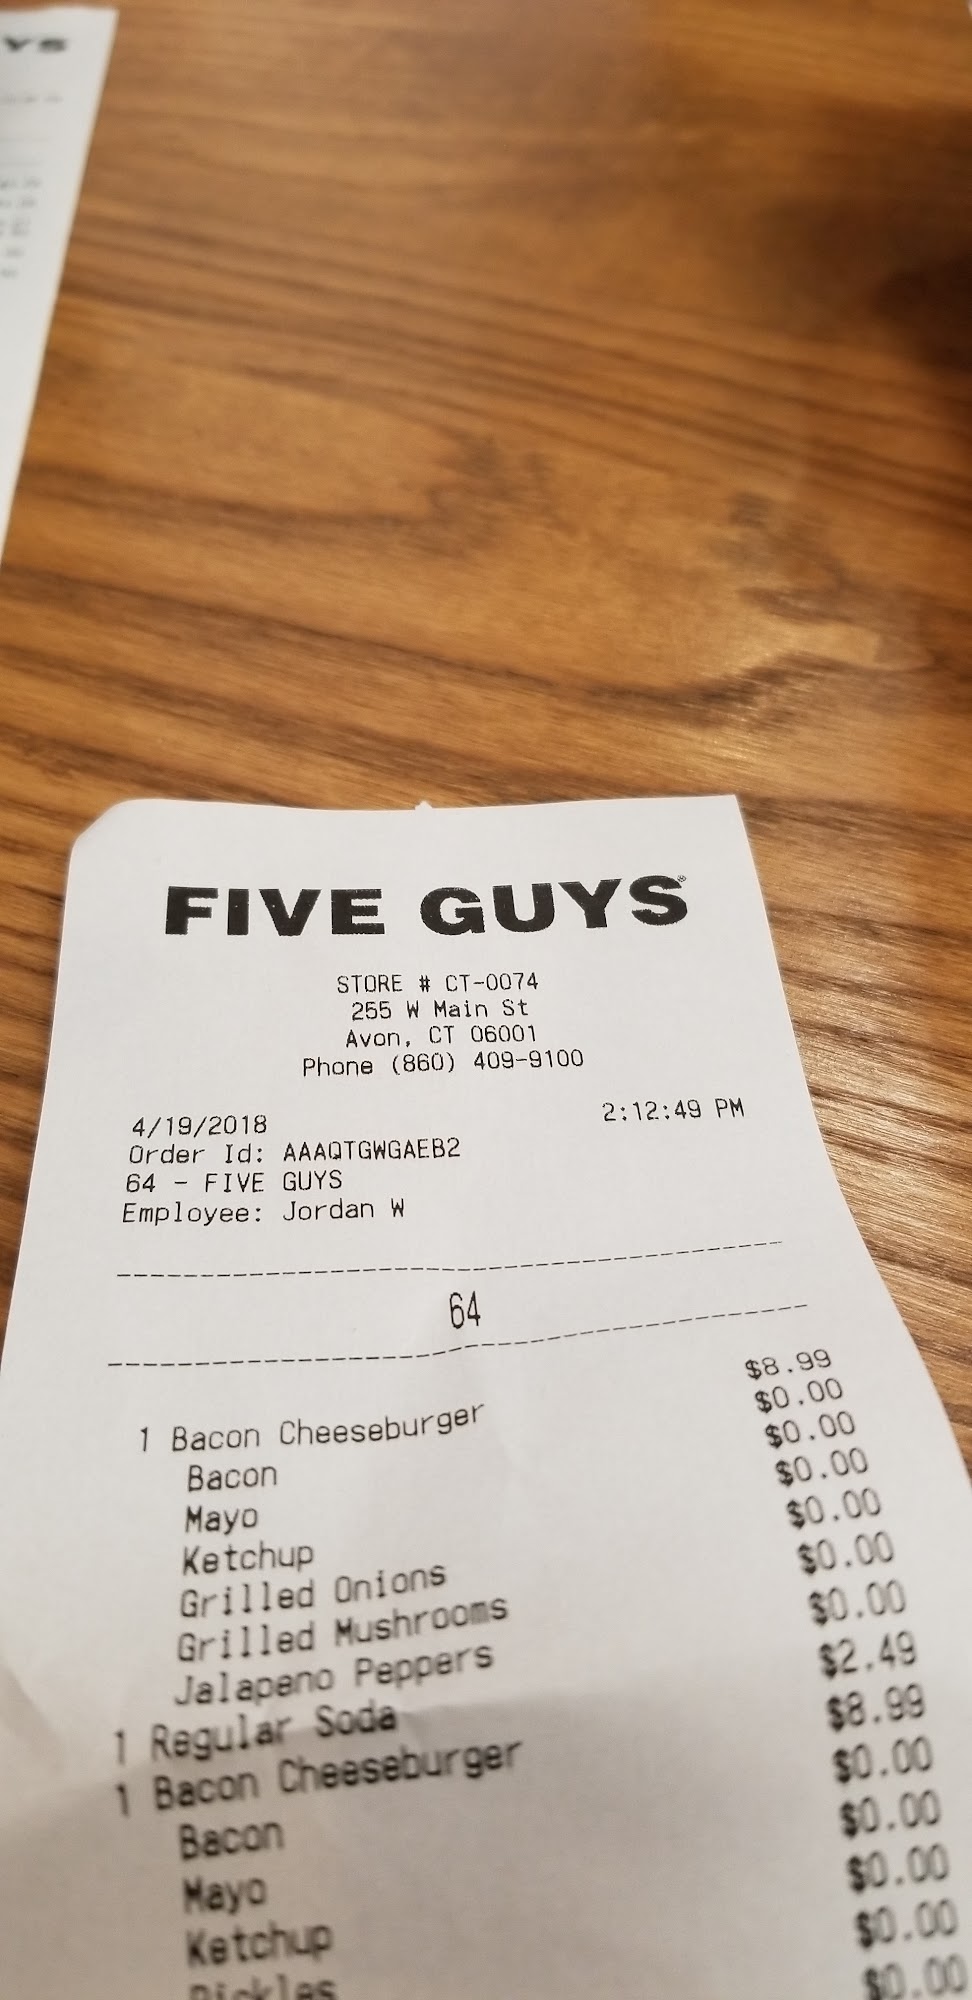 YS
FIVE GUYS®
STORE # CT-0074
255 W Main St
Avon, CT 06001
Phone (860) 409-9100
4/19/2018 2:12:49 PM
Order Id: AAAQTGWGAEB2
64 - FIVE GUYS
Employee: Jordan W
64
1 Bacon Cheeseburger $8.99
Bacon $0.00
Mayo $0.00
Ketchup $0.00
Grilled Onions $0.00
Grilled Mushrooms $0.00
Jalapeno Peppers $0.00
1 Regular Soda $2.49
1 Bacon Cheeseburger $8.99
Bacon $0.00
Mayo $0.00
Ketchup $0.00
Pickles $0.00
$0.00